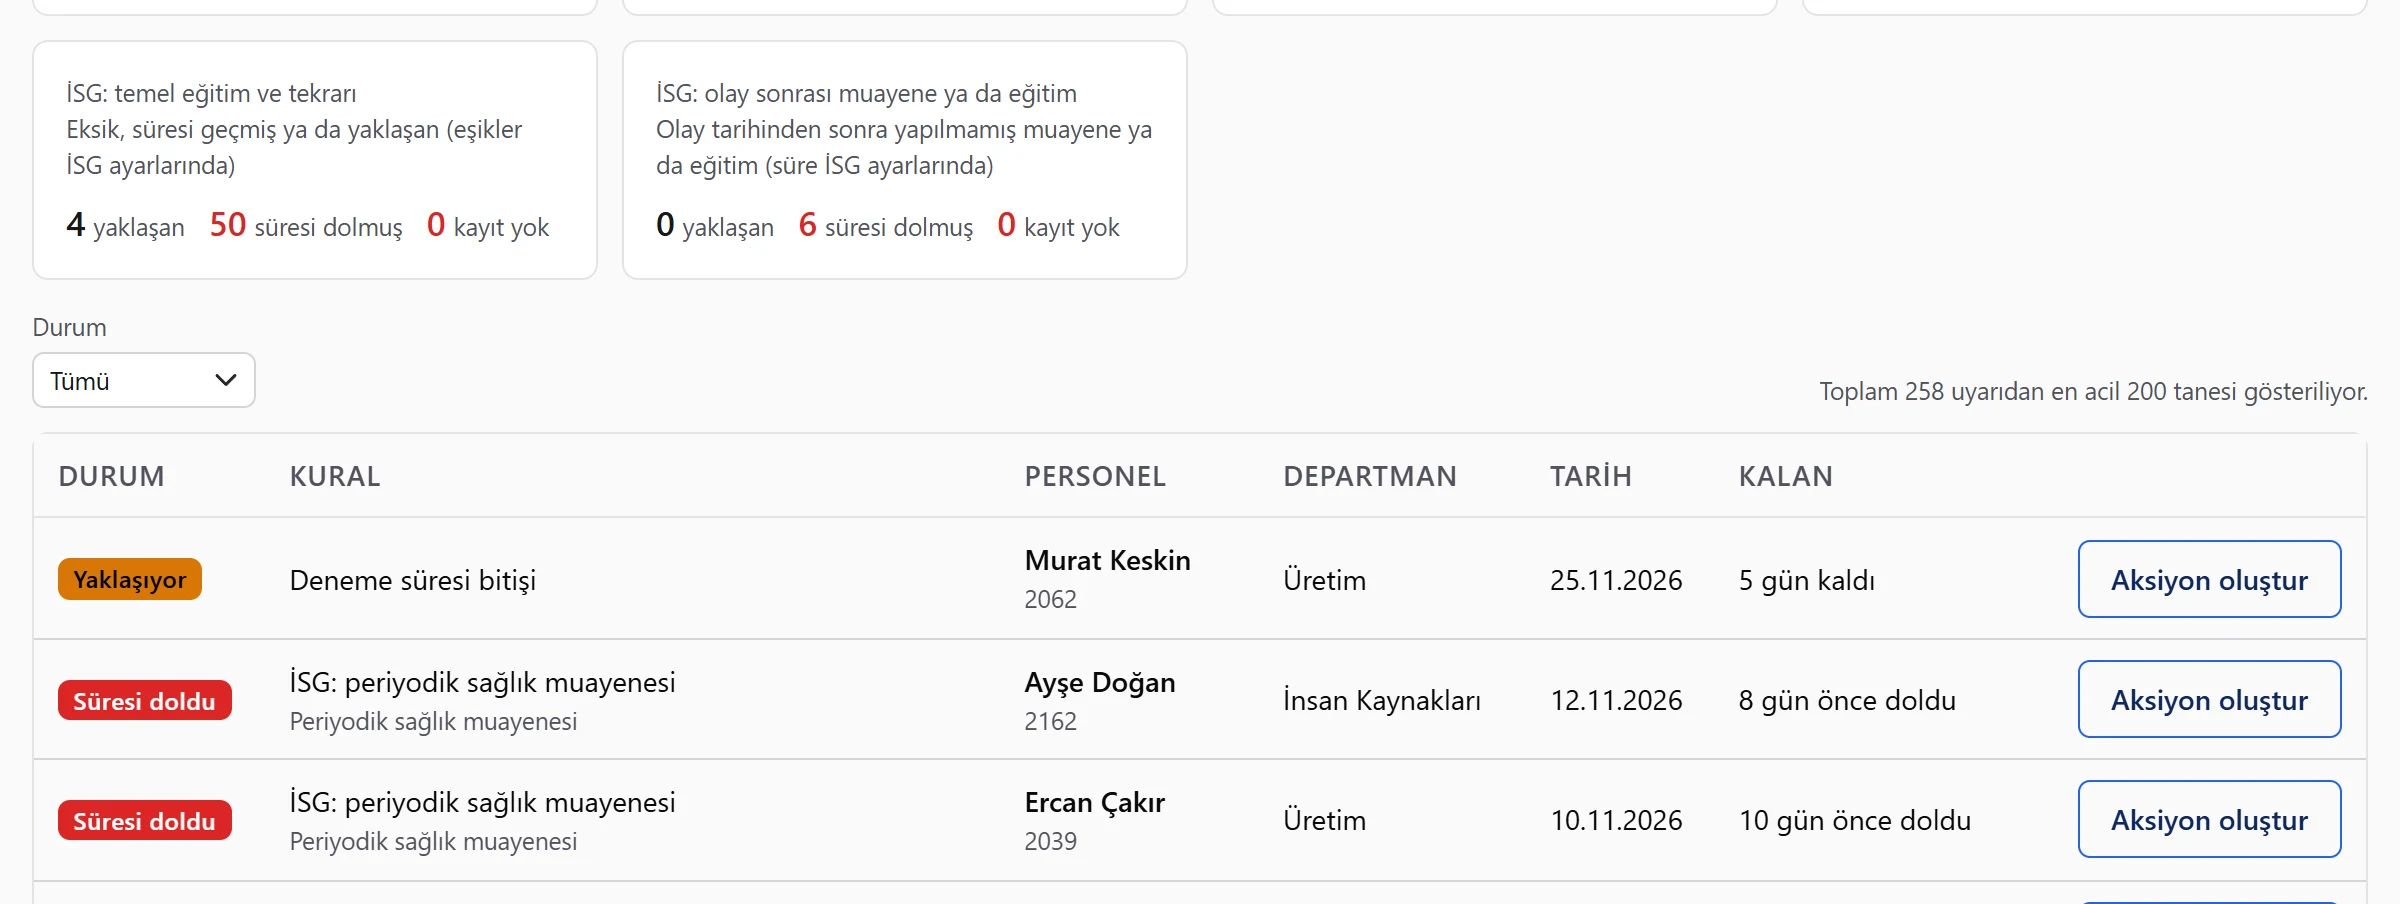 İSG: temel eğitim ve tekrarı
Eksik, süresi geçmiş ya da yaklaşan (eşikler
İSG ayarlarında)
4 yaklaşan 50 süresi dolmuş 0 kayıt yok
İSG: olay sonrası muayene ya da eğitim
Olay tarihinden sonra yapılmamış muayene ya
da eğitim (süre İSG ayarlarında)
0 yaklaşan 6 süresi dolmuş 0 kayıt yok
Durum
Tümü
Toplam 258 uyarıdan en acil 200 tanesi gösteriliyor.
DURUM KURAL PERSONEL DEPARTMAN TARİH KALAN
Yaklaşıyor Deneme süresi bitişi Murat Keskin Üretim 25.11.2026 5 gün kaldı Aksiyon oluştur
2062
Süresi doldu İSG: periyodik sağlık muayenesi Ayşe Doğan İnsan Kaynakları 12.11.2026 8 gün önce doldu Aksiyon oluştur
Periyodik sağlık muayenesi 2162
Süresi doldu İSG: periyodik sağlık muayenesi Ercan Çakır Üretim 10.11.2026 10 gün önce doldu Aksiyon oluştur
Periyodik sağlık muayenesi 2039